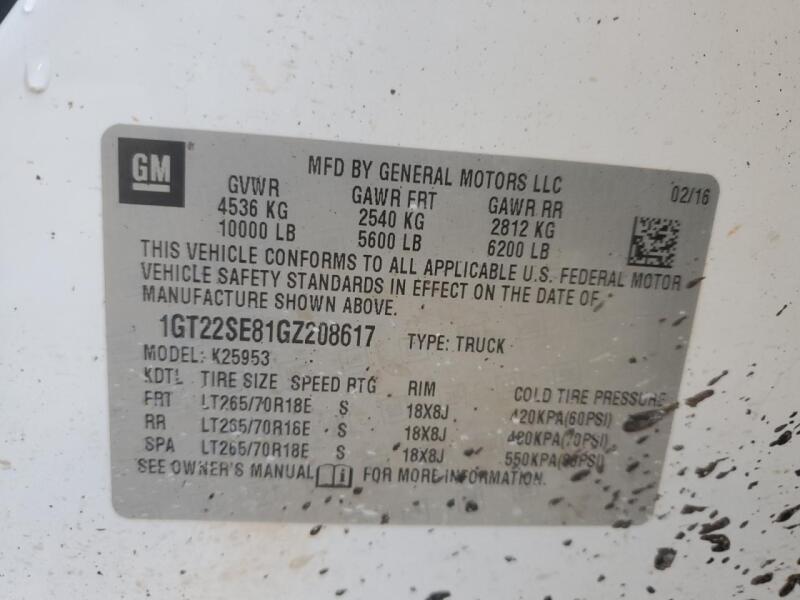 GM
MFD BY GENERAL MOTORS LLC 02/16
GVWR GAWR FRT GAWR RR
4536 KG 2540 KG 2812 KG
10000 LB 5600 LB 6200 LB
THIS VEHICLE CONFORMS TO ALL APPLICABLE U.S. FEDERAL MOTOR
VEHICLE SAFETY STANDARDS IN EFFECT ON THE DATE OF
MANUFACTURE SHOWN ABOVE.
1GT22SE81GZ208617 TYPE: TRUCK
MODEL: K25953
KDTL TIRE SIZE SPEED RTG RIM COLD TIRE PRESSURE
FRT LT265/70R18E S 18X8J 420KPA(60PSI)
RR LT265/70R18E S 18X8J
SPA LT265/70R18E S 18X8J
SEE OWNER'S MANUAL FOR MORE INFORMATION.